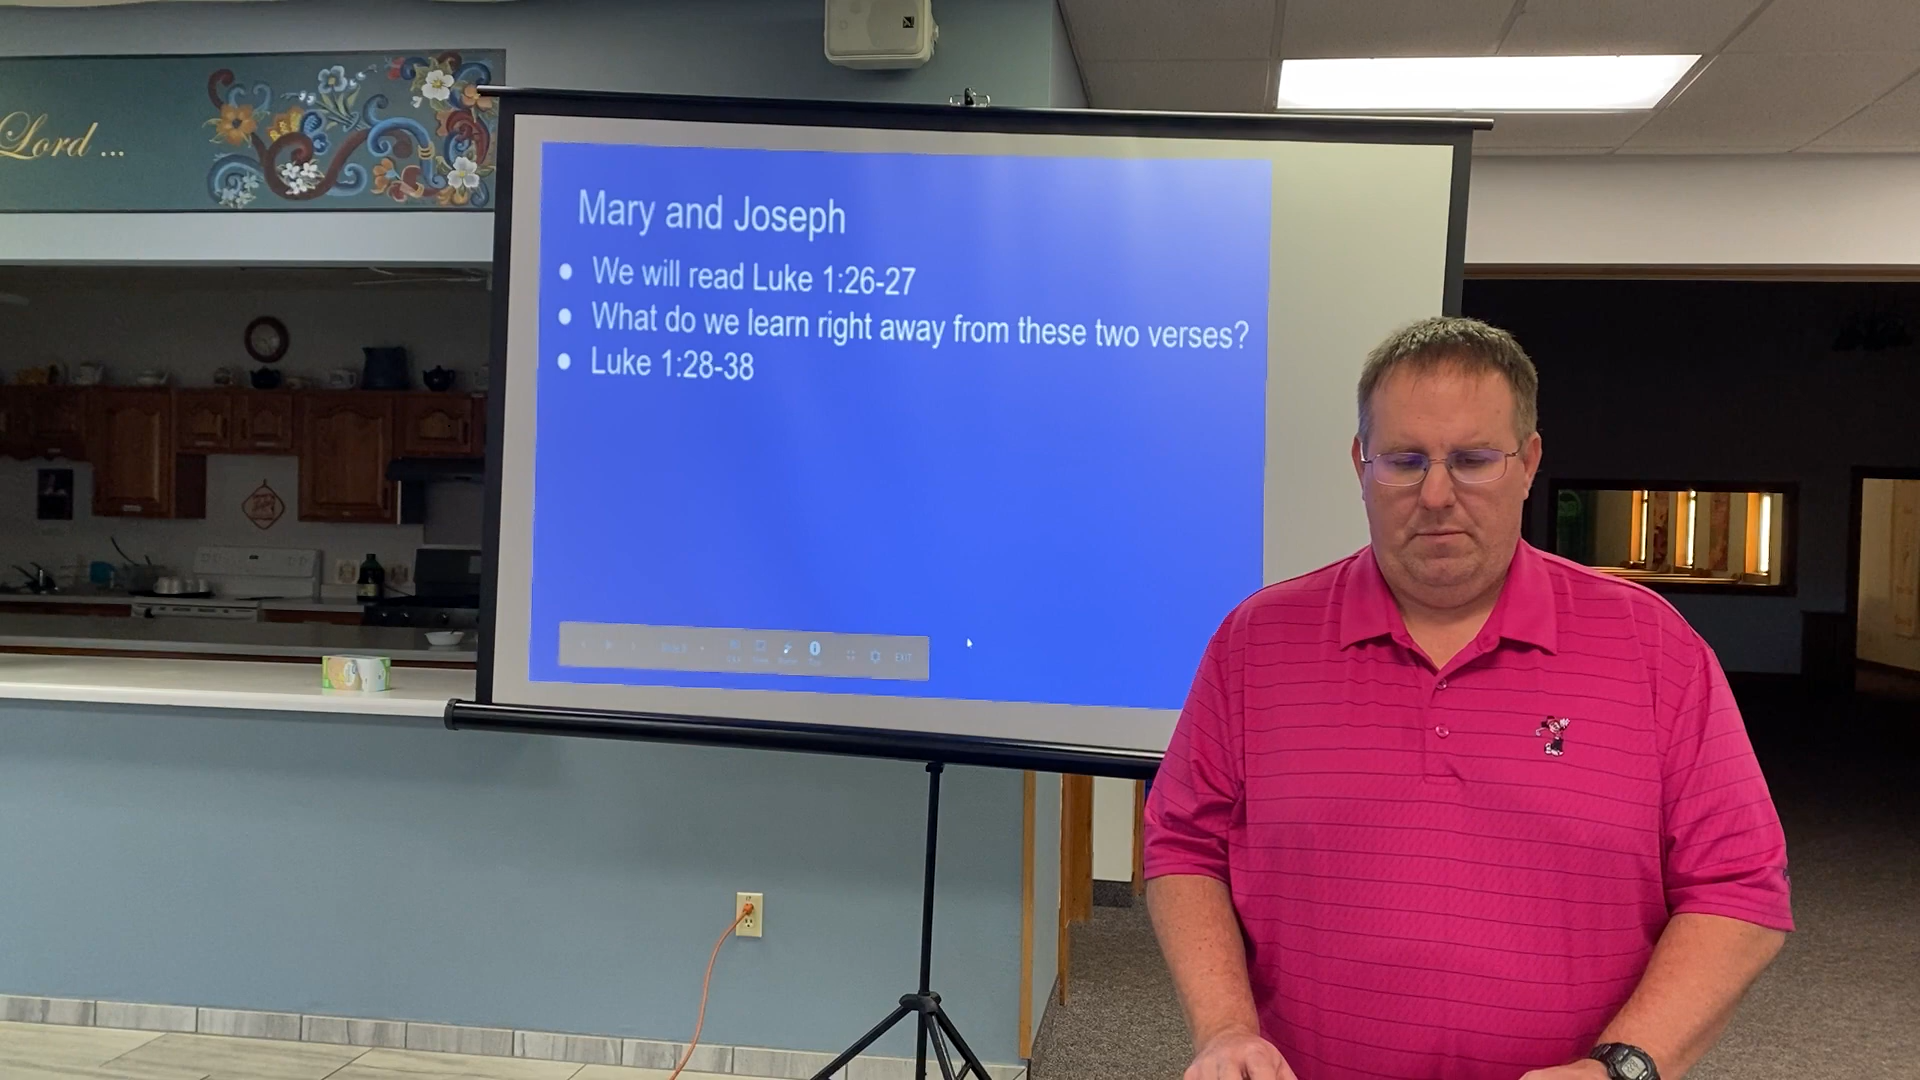 Lord ...
Mary and Joseph
• We will read Luke 1:26-27
• What do we learn right away from these two verses?
• Luke 1:28-38
EXIT